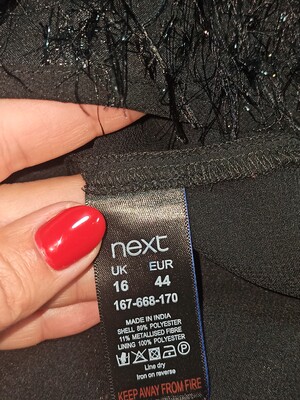 next
UK EUR
16 44
167-668-170
MADE IN INDIA
SHELL: 89% POLYESTER
11% METALLISED FIBRE
LINING: 100% POLYESTER
Line dry
Iron on reverse
KEEP AWAY FROM FIRE